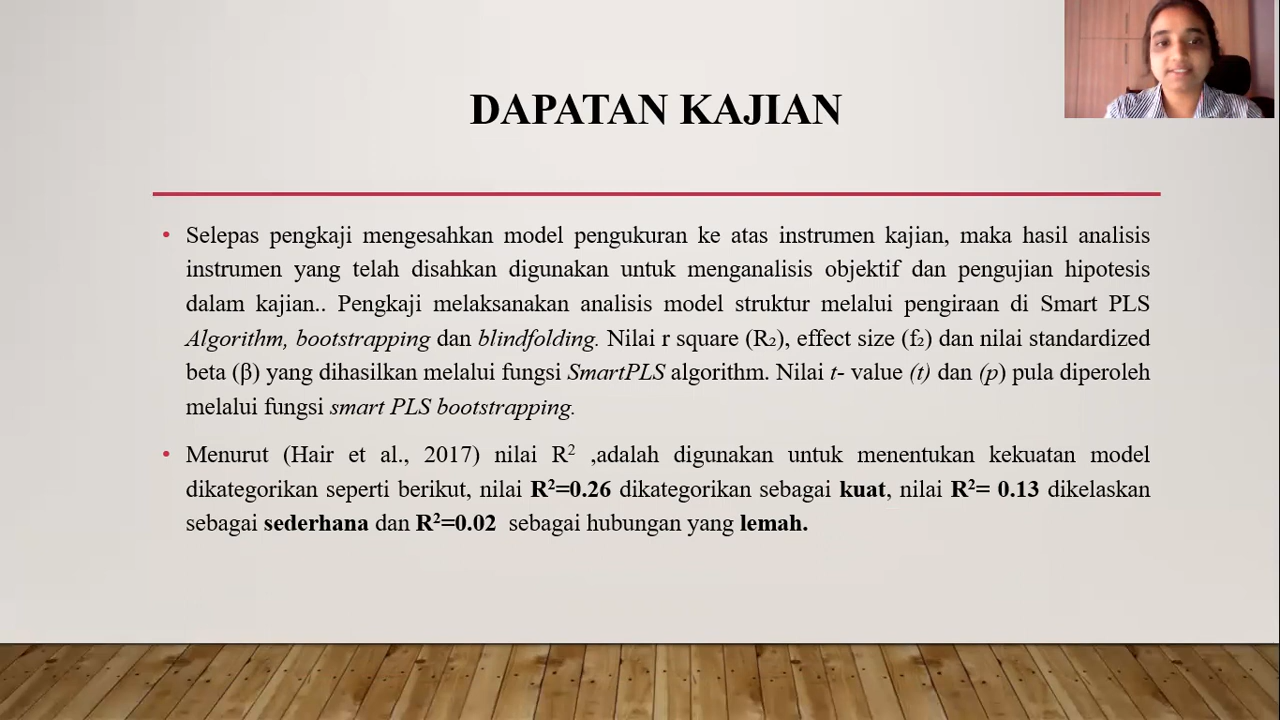 DAPATAN KAJIAN
• Selepas pengkaji mengesahkan model pengukuran ke atas instrumen kajian, maka hasil analisis
instrumen yang telah disahkan digunakan untuk menganalisis objektif dan pengujian hipotesis
dalam kajian.. Pengkaji melaksanakan analisis model struktur melalui pengiraan di Smart PLS
Algorithm, bootstrapping dan blindfolding. Nilai r square (R₂), effect size (f₂) dan nilai standardized
beta (β) yang dihasilkan melalui fungsi SmartPLS algorithm. Nilai t- value (t) dan (p) pula diperoleh
melalui fungsi smart PLS bootstrapping.
• Menurut (Hair et al., 2017) nilai R² ,adalah digunakan untuk menentukan kekuatan model
dikategorikan seperti berikut, nilai R²=0.26 dikategorikan sebagai kuat, nilai R²= 0.13 dikelaskan
sebagai sederhana dan R²=0.02 sebagai hubungan yang lemah.